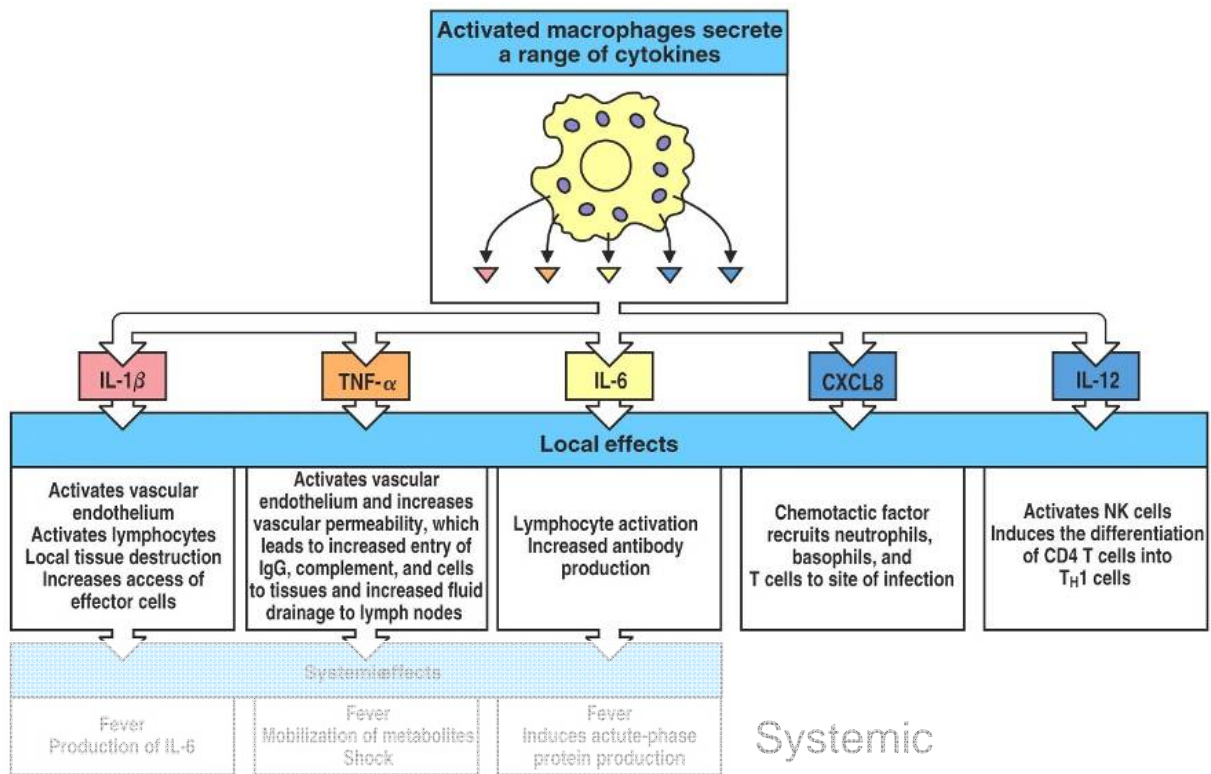 Activated macrophages secrete
a range of cytokines
IL-1β
TNF-α
IL-6
CXCL8
IL-12
Local effects
Activates vascular
endothelium
Activates lymphocytes
Local tissue destruction
Increases access of
effector cells
Activates vascular
endothelium and increases
vascular permeability, which
leads to increased entry of
IgG, complement, and cells
to tissues and increased fluid
drainage to lymph nodes
Lymphocyte activation
Increased antibody
production
Chemotactic factor
recruits neutrophils,
basophils, and
T cells to site of infection
Activates NK cells
Induces the differentiation
of CD4 T cells into
TH1 cells
Systemic effects
Fever
Production of IL-6
Fever
Mobilization of metabolites
Shock
Fever
Induces actute-phase
protein production
Systemic